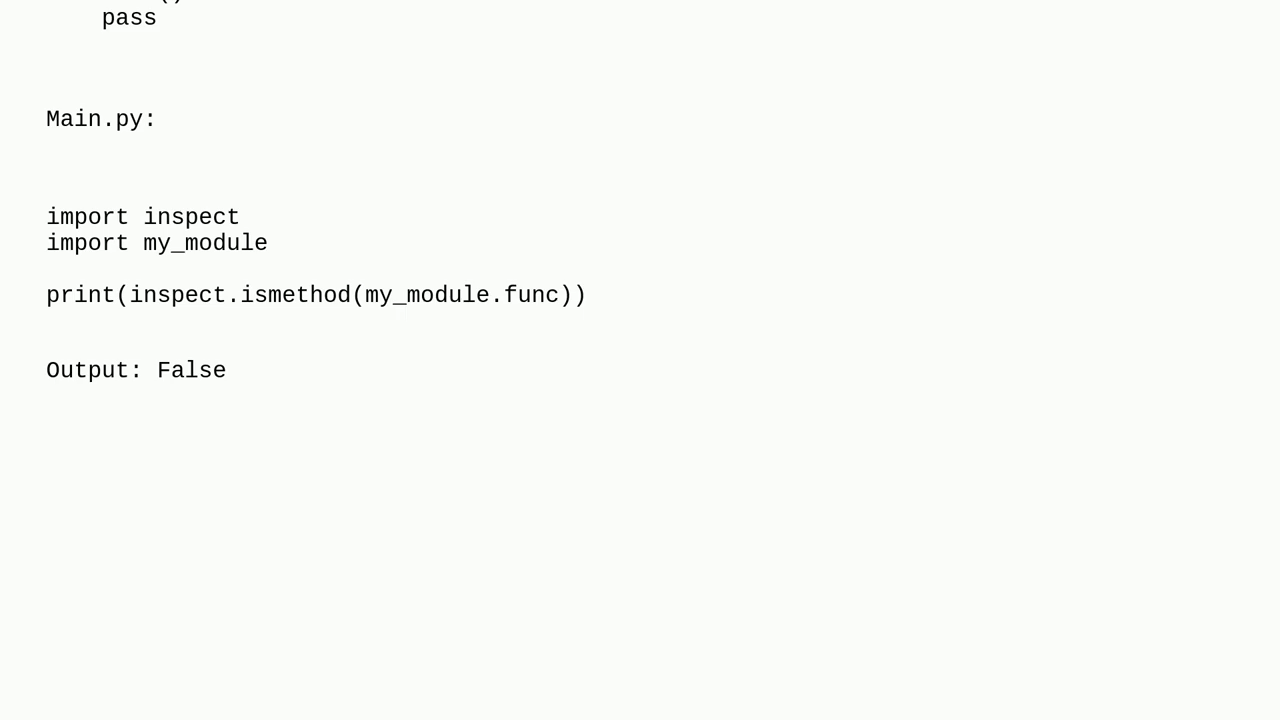 pass
Main.py:
import inspect
import my_module
print(inspect.ismethod(my_module.func))
Output: False